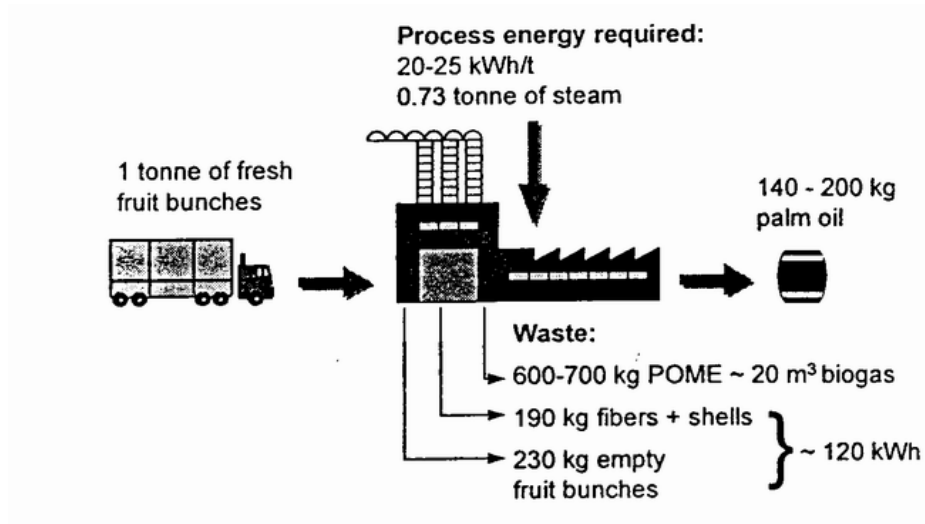 Process energy required:
20-25 kWh/t
0.73 tonne of steam
1 tonne of fresh
fruit bunches
140 - 200 kg
palm oil
Waste:
600-700 kg POME ~ 20 m³ biogas
190 kg fibers + shells
230 kg empty
fruit bunches
~ 120 kWh